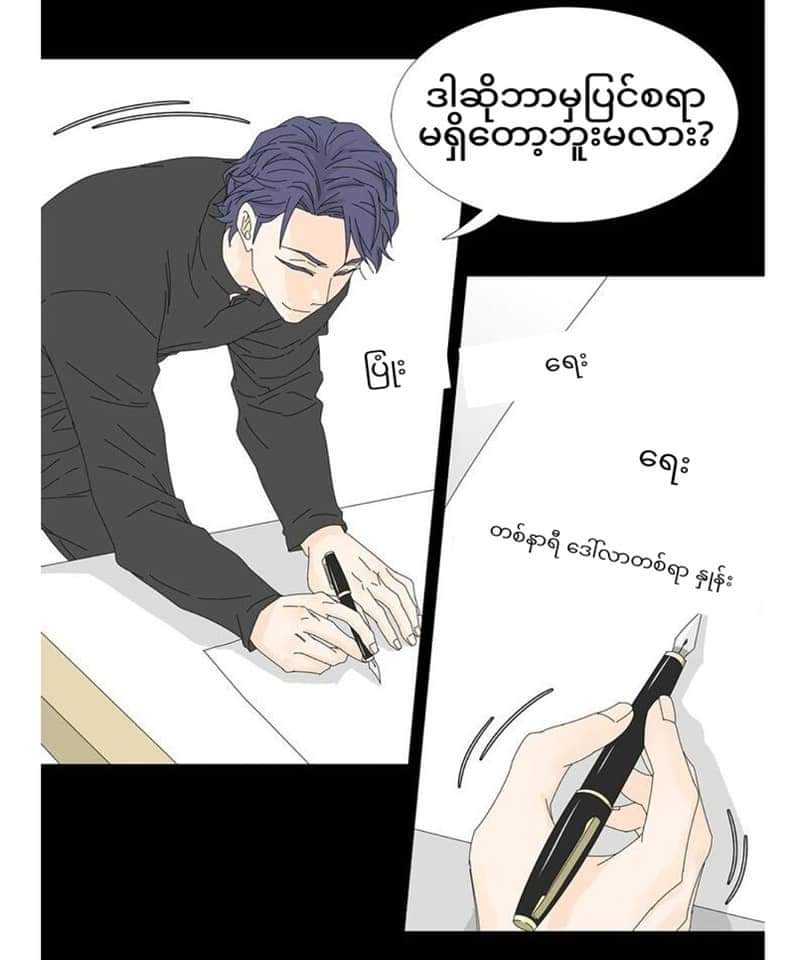 ဒါဆိုဘာမှပြင်စရာ
မရှိတော့ဘူးမလား?
ပြုံး
ရေး
ရေး
တစ်နာရီ ဒေါ်လာတစ်ရာ နှုန်း